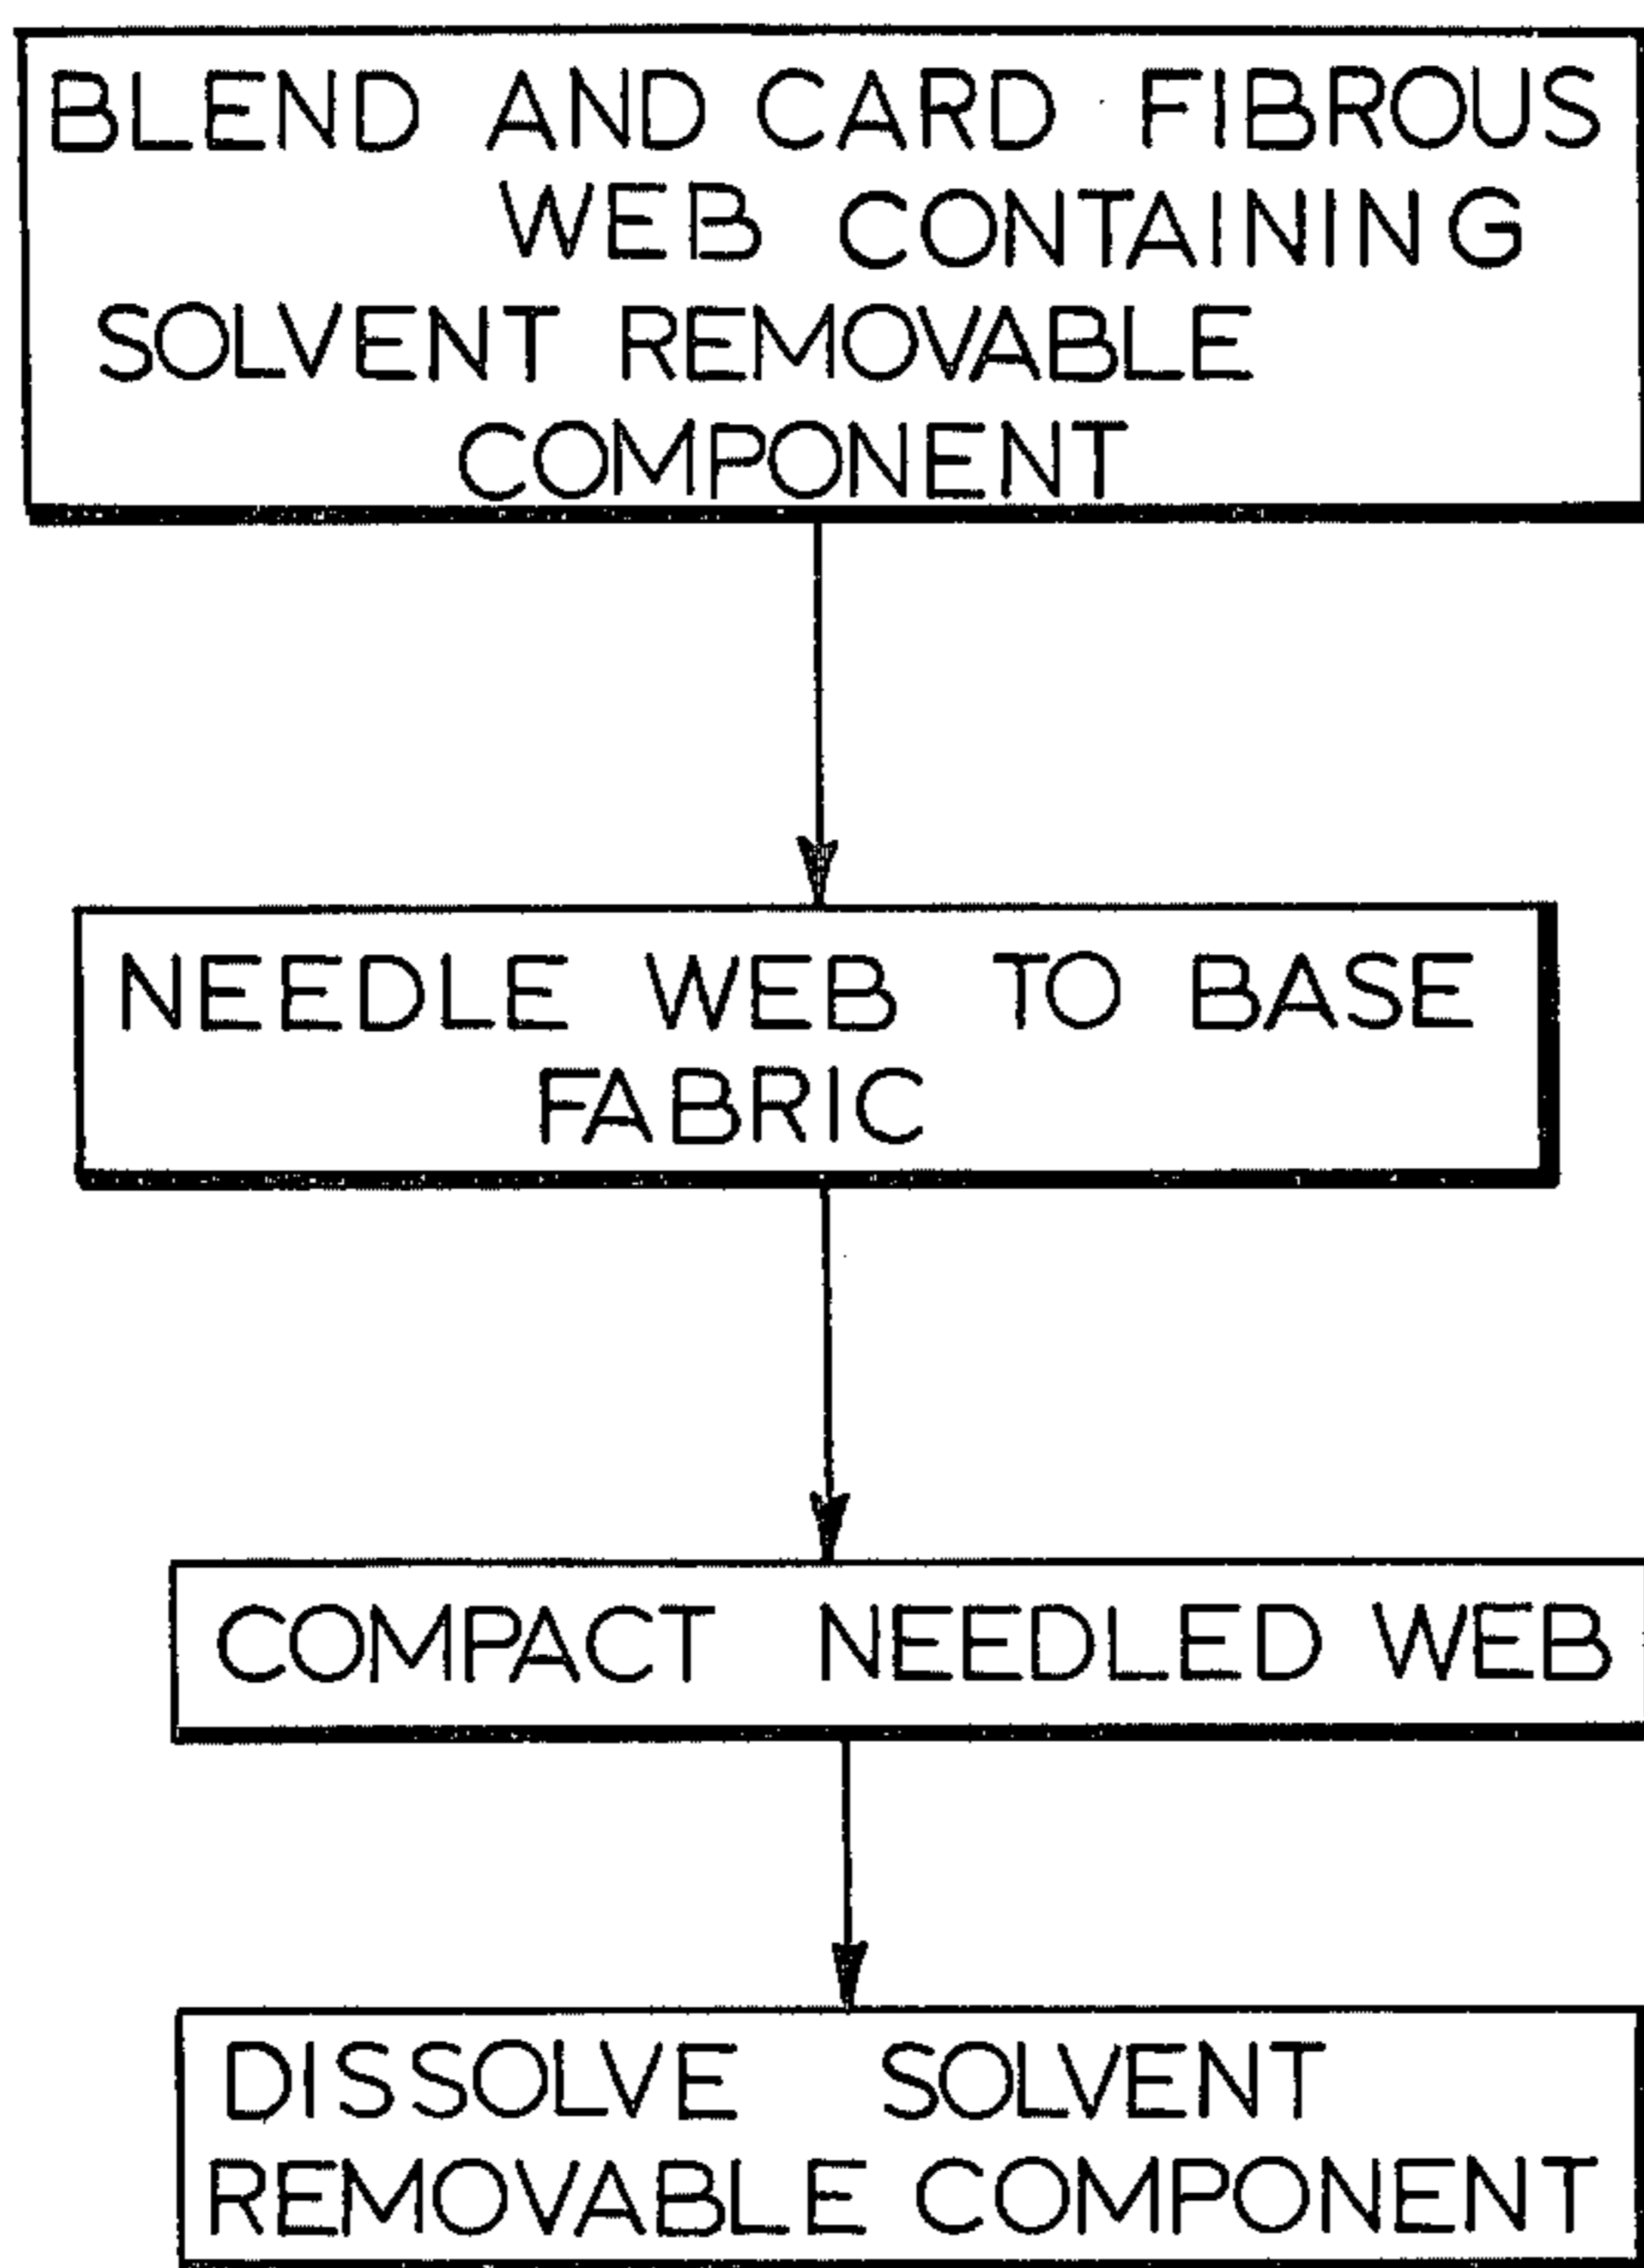 BLEND AND CARD FIBROUS
WEB CONTAINING
SOLVENT REMOVABLE
COMPONENT
NEEDLE WEB TO BASE
FABRIC
COMPACT NEEDLED WEB
DISSOLVE SOLVENT
REMOVABLE COMPONENT